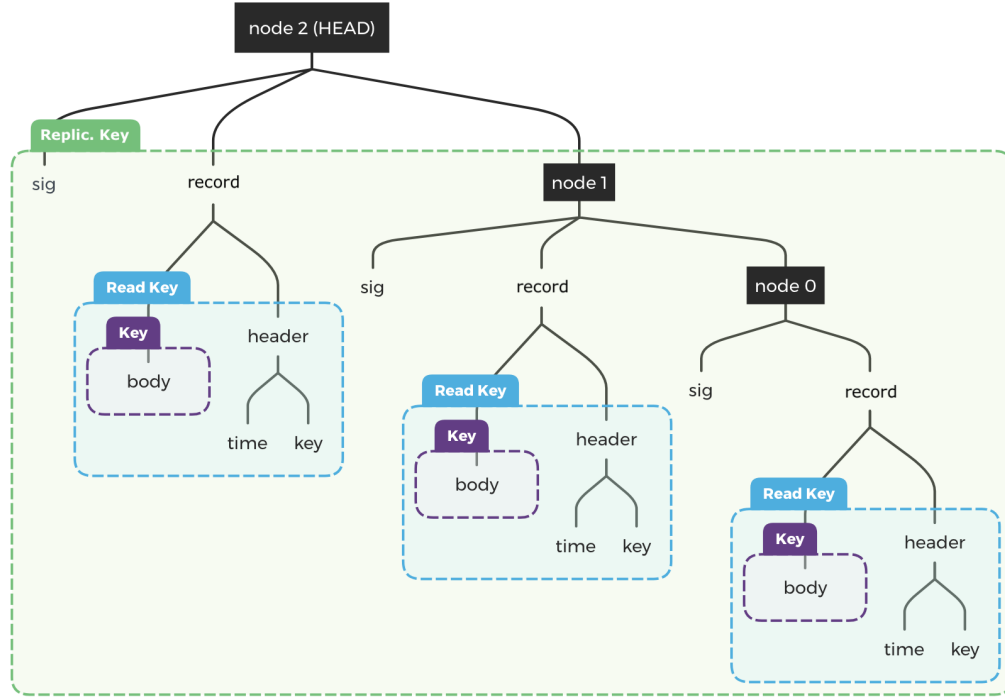 node 2 (HEAD)
Replic. Key
sig
record
node 1
Read Key
Key
body
header
time
key
sig
record
node 0
Read Key
Key
body
header
time
key
sig
record
Read Key
Key
body
header
time
key